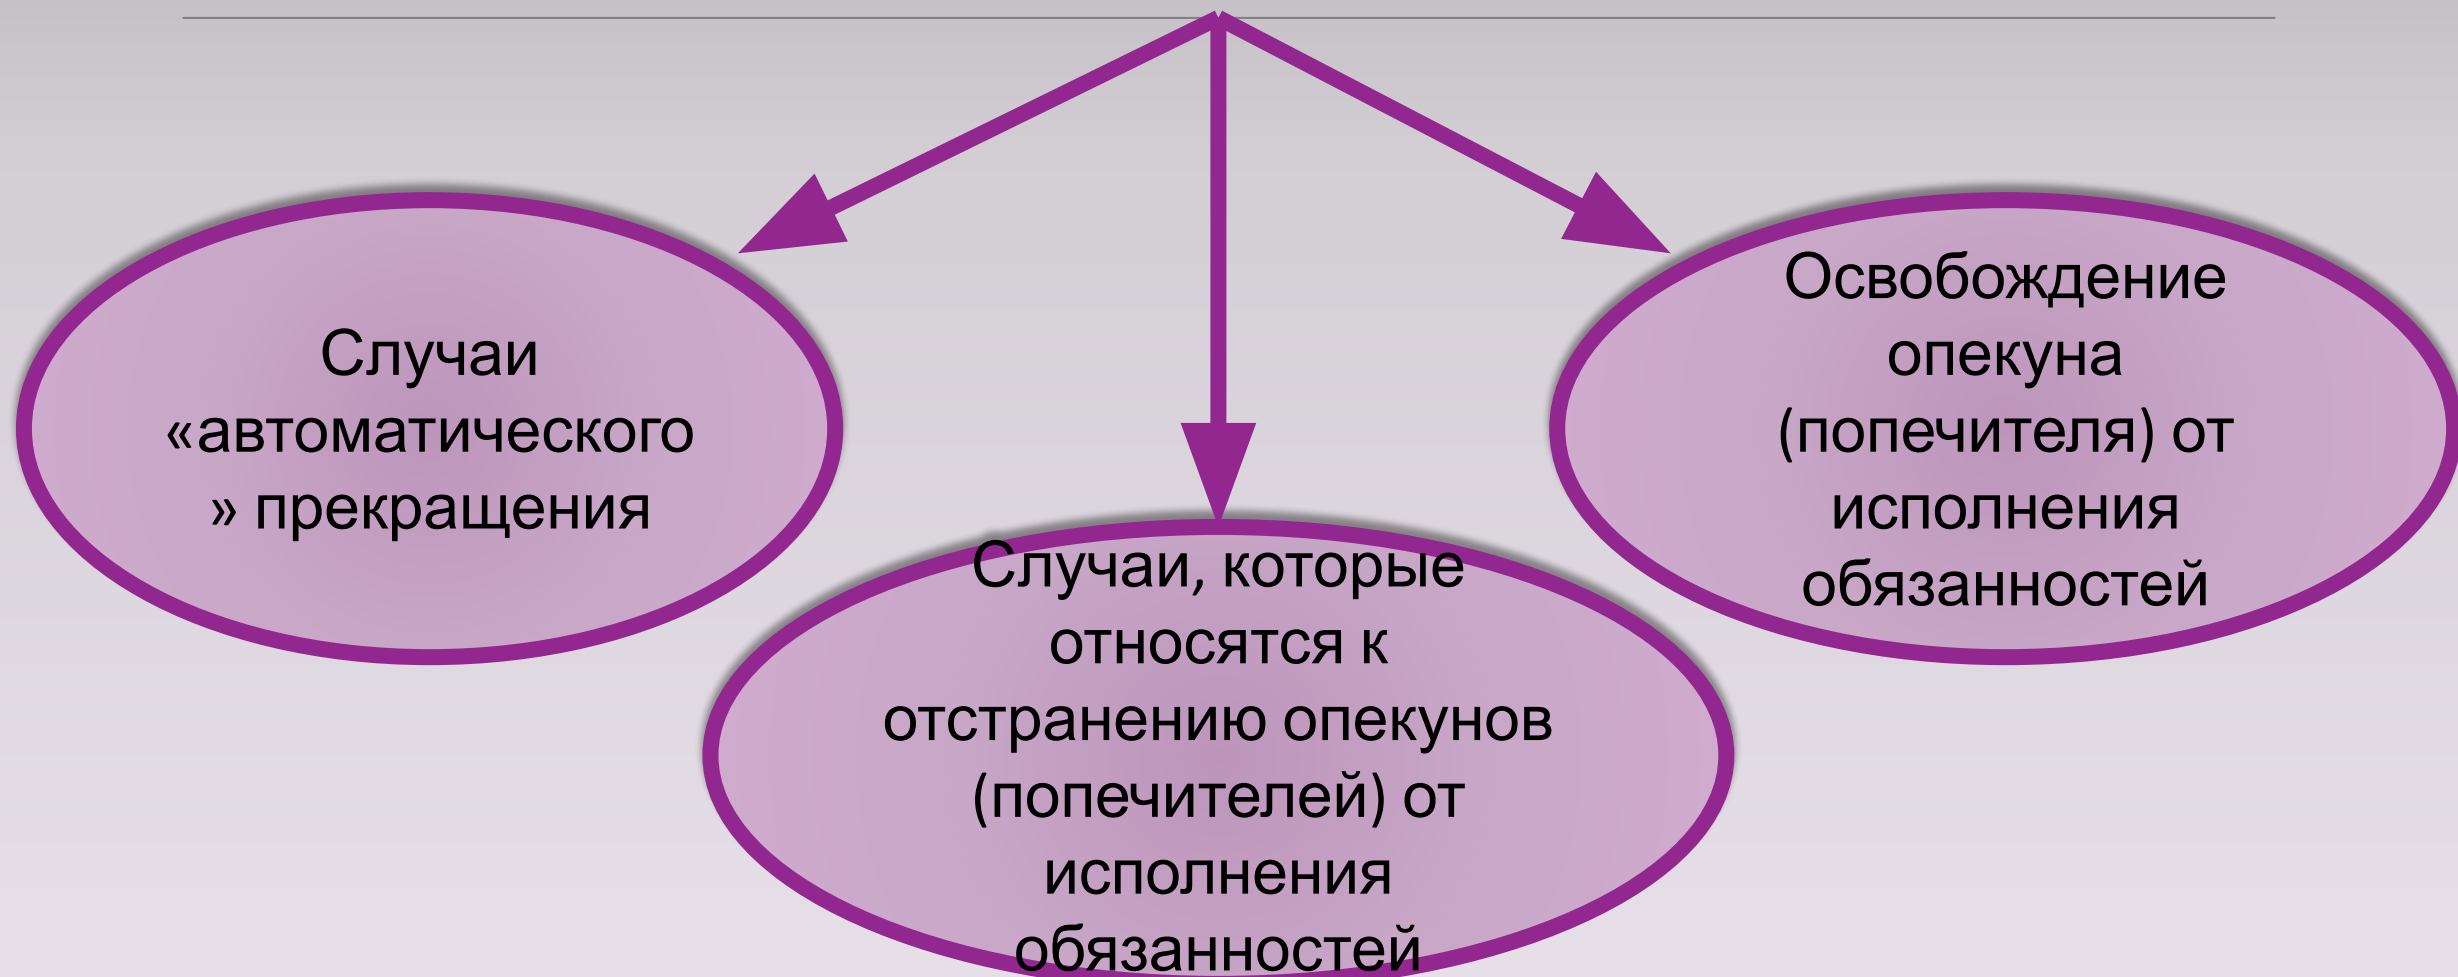 Случаи
«автоматического
» прекращения
Случаи, которые
относятся к
отстранению опекунов
(попечителей) от
исполнения
обязанностей
Освобождение
опекуна
(попечителя) от
исполнения
обязанностей